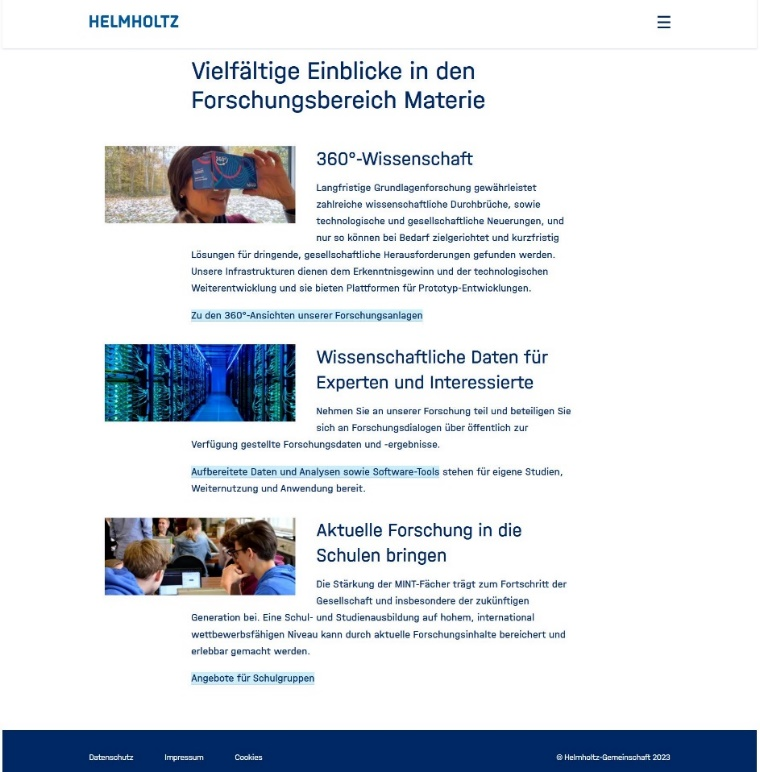 HELMHOLTZ
Vielfältige Einblicke in den
Forschungsbereich Materie
360°-Wissenschaft
Langfristige Grundlagenforschung gewährleistet
zahlreiche wissenschaftliche Durchbrüche, sowie
technologische und gesellschaftliche Neuerungen, und
nur so können bei Bedarf zielgerichtet und kurzfristig
Lösungen für dringende, gesellschaftliche Herausforderungen gefunden werden.
Unsere Infrastrukturen dienen dem Erkenntnisgewinn und der technologischen
Weiterentwicklung und sie bieten Plattformen für Prototyp-Entwicklungen.
Zu den 360°-Ansichten unserer Forschungsanlagen
Wissenschaftliche Daten für
Experten und Interessierte
Nehmen Sie an unserer Forschung teil und beteiligen Sie
sich an Forschungsdialogen über öffentlich zur
Verfügung gestellte Forschungsdaten und -ergebnisse.
Aufbereitete Daten und Analysen sowie Software-Tools stehen für eigene Studien,
Weiternutzung und Anwendung bereit.
Aktuelle Forschung in die
Schulen bringen
Die Stärkung der MINT-Fächer trägt zum Fortschritt der
Gesellschaft und insbesondere der zukünftigen
Generation bei. Eine Schul- und Studienausbildung auf hohem, international
wettbewerbsfähigen Niveau kann durch aktuelle Forschungsinhalte bereichert und
erlebbar gemacht werden.
Angebote für Schulgruppen
Datenschutz Impressum Cookies © Helmholtz-Gemeinschaft 2023